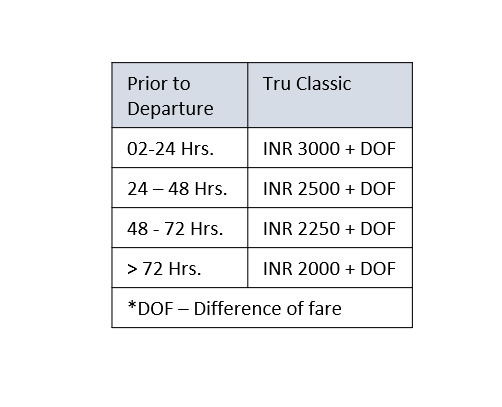 Prior to Departure | Tru Classic
02-24 Hrs. | INR 3000 + DOF
24 – 48 Hrs. | INR 2500 + DOF
48 - 72 Hrs. | INR 2250 + DOF
> 72 Hrs. | INR 2000 + DOF
*DOF – Difference of fare